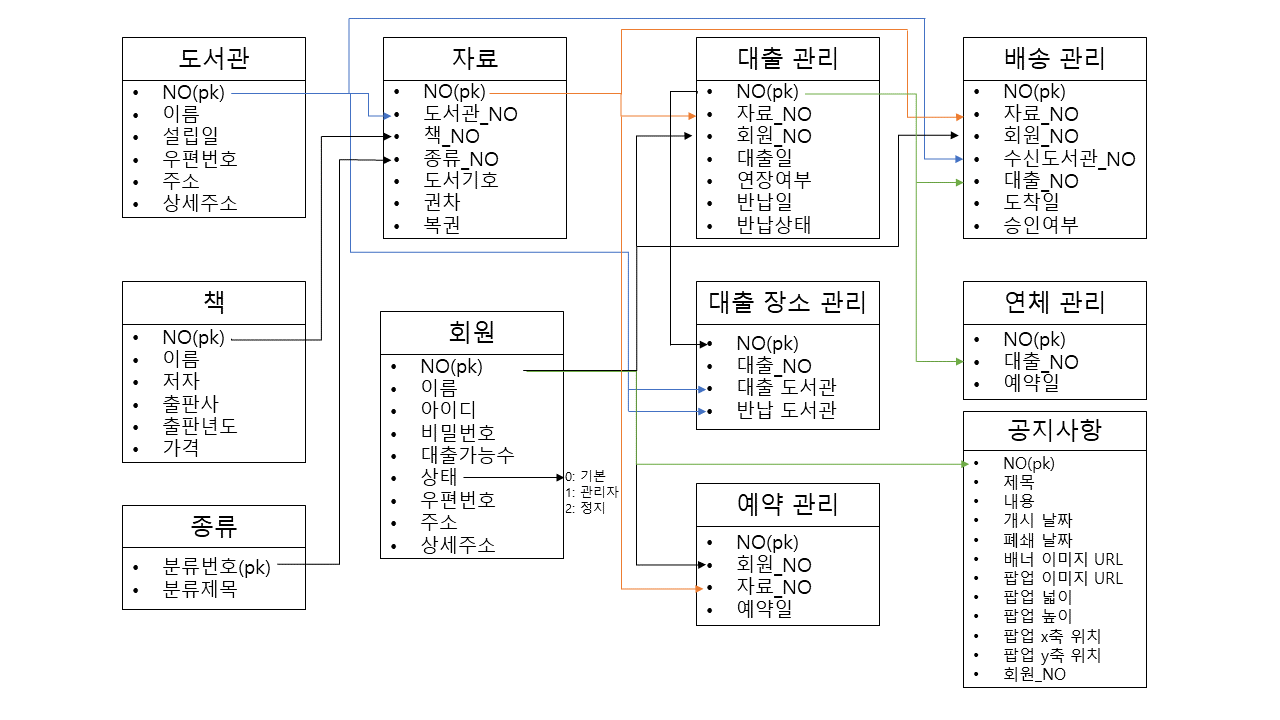 도서관
NO(pk)
이름
설립일
우편번호
주소
상세주소
자료
NO(pk)
도서관_NO
책_NO
종류_NO
도서기호
권차
복권
대출 관리
NO(pk)
자료_NO
회원_NO
대출일
연장여부
반납일
반납상태
배송 관리
NO(pk)
자료_NO
회원_NO
수신도서관_NO
대출_NO
도착일
승인여부
책
NO(pk)
이름
저자
출판사
출판년도
가격
회원
NO(pk)
이름
아이디
비밀번호
대출가능수
상태
우편번호
주소
상세주소
0: 기본
1: 관리자
2: 정지
대출 장소 관리
NO(pk)
대출_NO
대출 도서관
반납 도서관
연체 관리
NO(pk)
대출_NO
예약일
종류
분류번호(pk)
분류제목
예약 관리
NO(pk)
회원_NO
자료_NO
예약일
공지사항
NO(pk)
제목
내용
개시 날짜
폐쇄 날짜
배너 이미지 URL
팝업 이미지 URL
팝업 넓이
팝업 높이
팝업 x축 위치
팝업 y축 위치
회원_NO